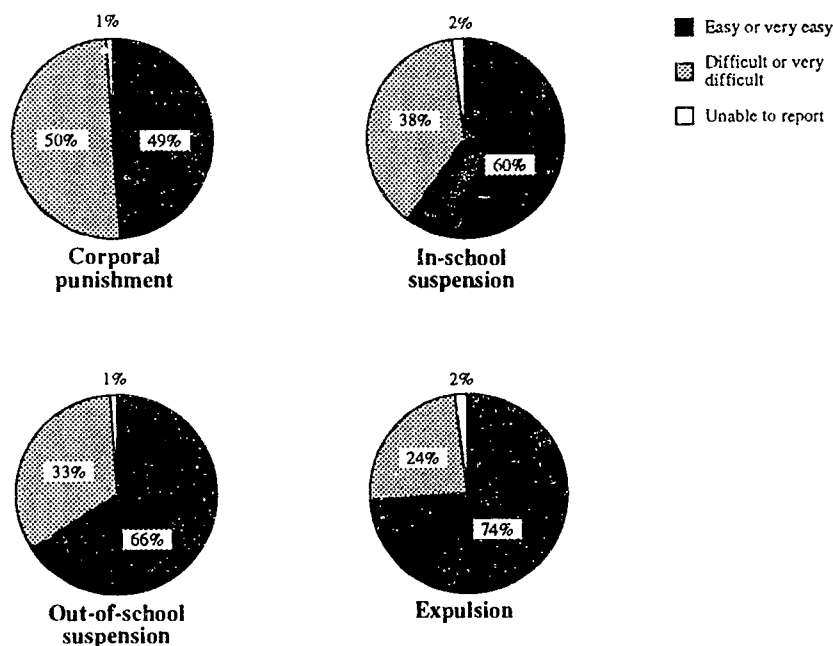 1%
50%
49%
Corporal
punishment
2%
38%
60%
In-school
suspension
Easy or very easy
Difficult or very
difficult
Unable to report
1%
33%
66%
Out-of-school
suspension
2%
24%
74%
Expulsion